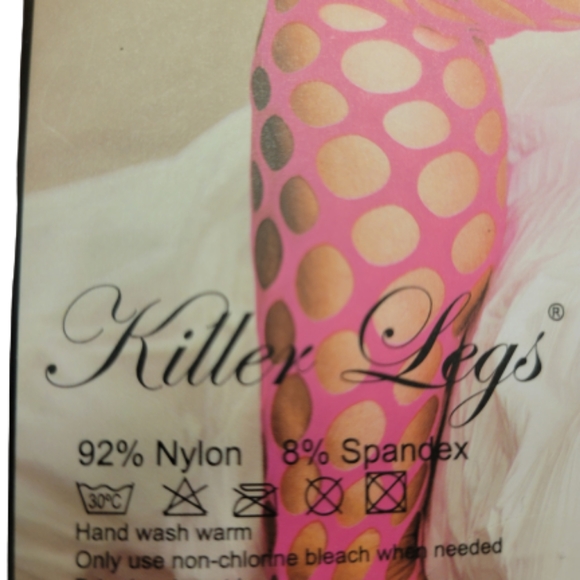 Killer Legs®
92% Nylon 8% Spandex
30°C
Hand wash warm
Only use non-chlorine bleach when needed